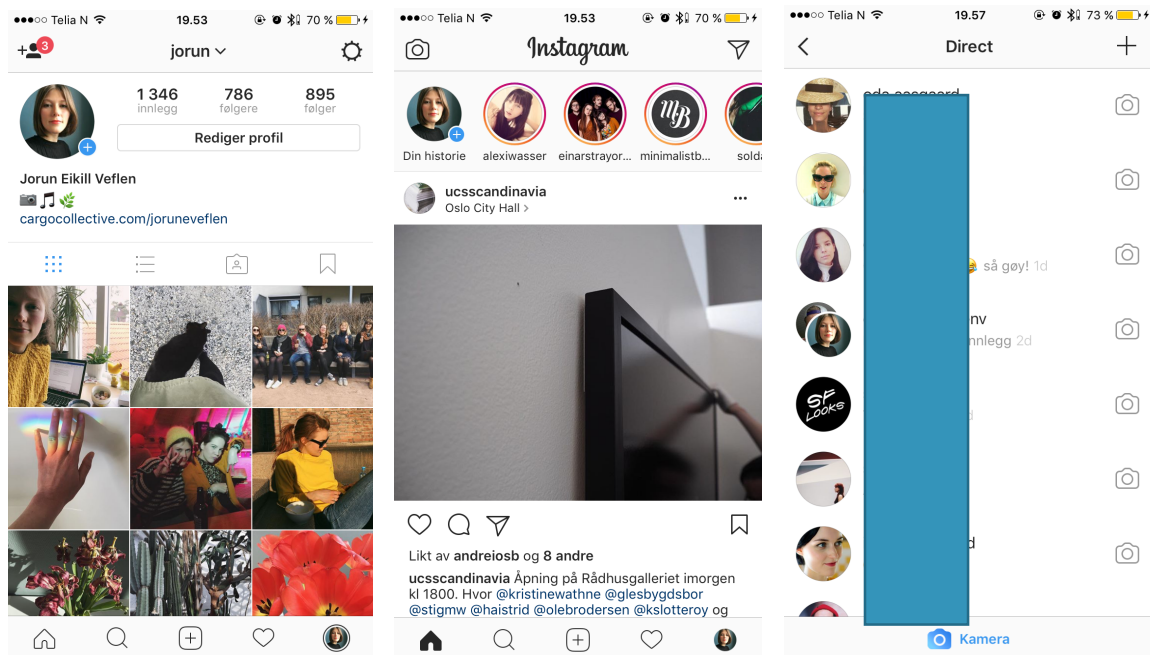 Telia N 19.53 70 %
3 jorun
1 346 786 895
innlegg følgere følger
Rediger profil
Jorun Eikill Veflen
cargocollective.com/joruneveflen
Telia N 19.53 70 %
Instagram
MB
Din historie alexiwasser einarstrayor... minimalistb... solda
ucsscandinavia
Oslo City Hall >
Likt av andreiosb og 8 andre
ucsscandinavia Åpning på Rådhusgalleriet imorgen
kl 1800. Hvor @kristinewathne @glesbygdsbor
@stigmw @haistrid @olebrodersen @kslotteroy og
Telia N 19.57 73 %
Direct
så gøy! 1d
nv
nnlegg 2d
SF
LOOKS
d
d
Kamera